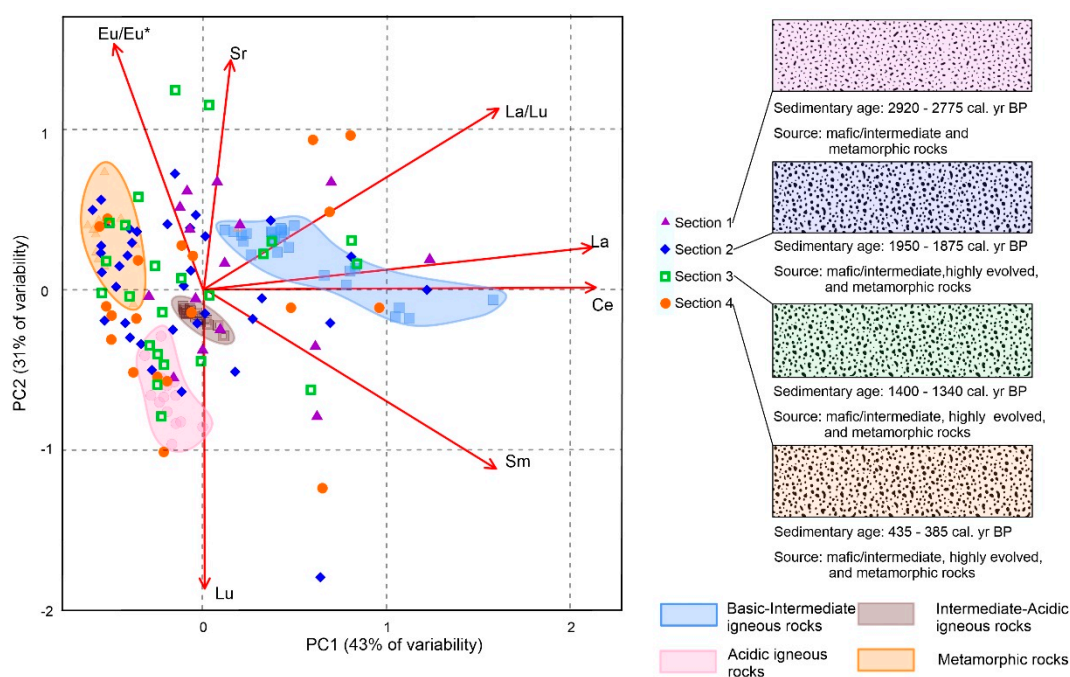 Eu/Eu*
Sr
La/Lu
La
Ce
Sm
Lu
1
0
-1
-2
0
1
2
PC2 (31% of variability)
PC1 (43% of variability)
Section 1
Section 2
Section 3
Section 4
Sedimentary age: 2920 - 2775 cal. yr BP
Source: mafic/intermediate and
metamorphic rocks
Sedimentary age: 1950 - 1875 cal. yr BP
Source: mafic/intermediate,highly evolved,
and metamorphic rocks
Sedimentary age: 1400 - 1340 cal. yr BP
Source: mafic/intermediate, highly evolved,
and metamorphic rocks
Sedimentary age: 435 - 385 cal. yr BP
Source: mafic/intermediate, highly evolved,
and metamorphic rocks
Basic-Intermediate
igneous rocks
Intermediate-Acidic
igneous rocks
Acidic igneous
rocks
Metamorphic rocks